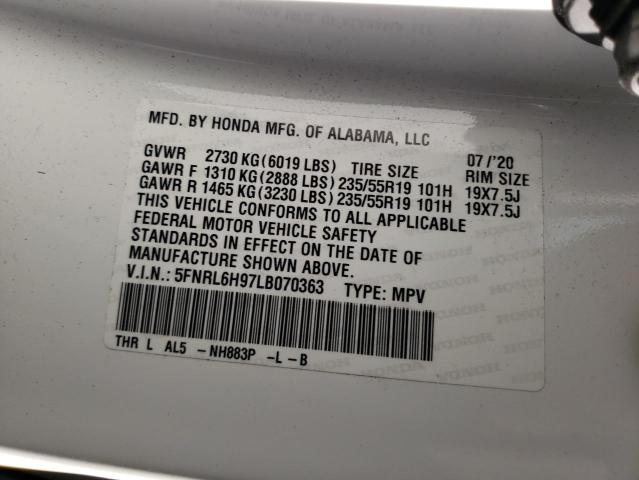 MFD. BY HONDA MFG. OF ALABAMA, LLC 07/'20
GVWR 2730 KG(6019 LBS) TIRE SIZE RIM SIZE
GAWR F 1310 KG(2888 LBS) 235/55R19 101H 19X7.5J
GAWR R 1465 KG(3230 LBS) 235/55R19 101H 19X7.5J
THIS VEHICLE CONFORMS TO ALL APPLICABLE
FEDERAL MOTOR VEHICLE SAFETY
STANDARDS IN EFFECT ON THE DATE OF
MANUFACTURE SHOWN ABOVE.
V.I.N.: 5FNRL6H97LB070363 TYPE: MPV
THR L AL5 -NH883P -L-B